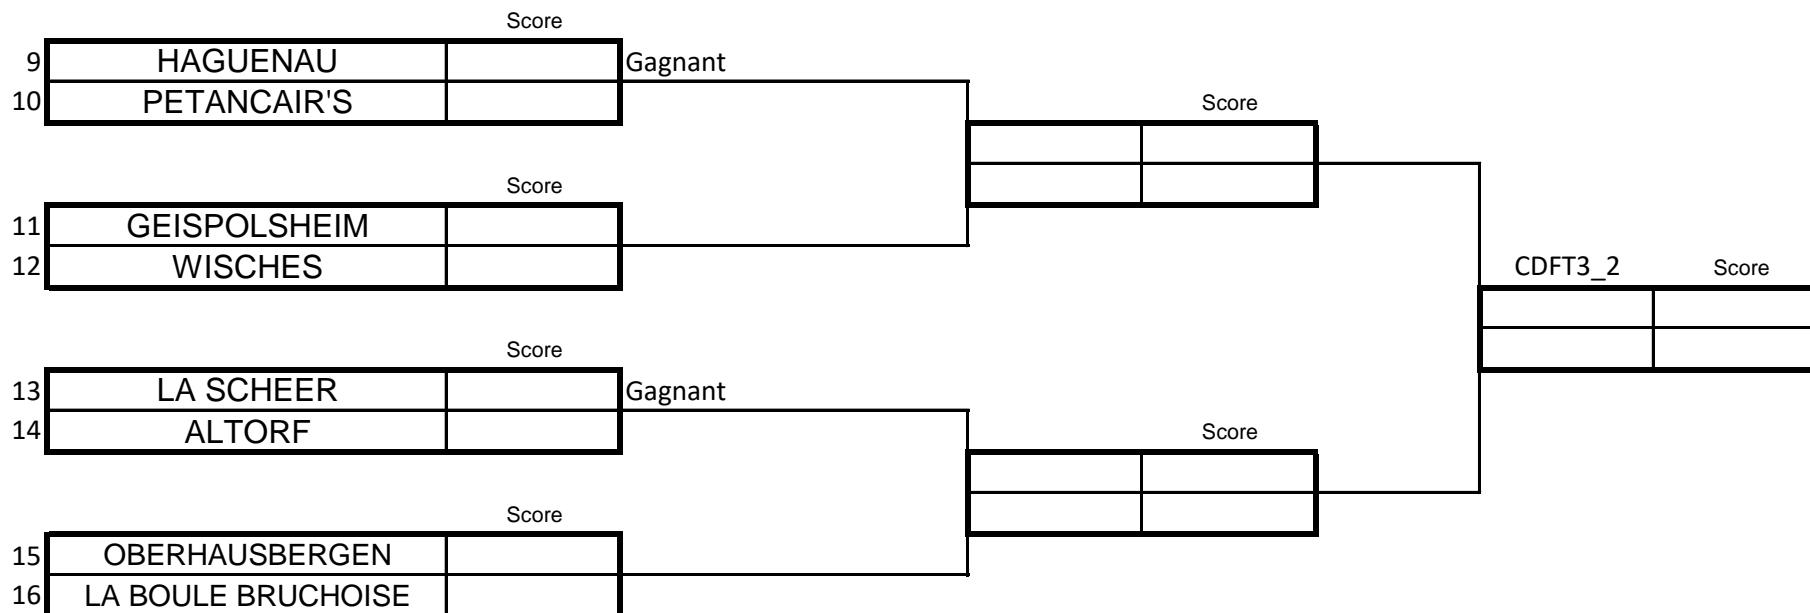 Score
9 HAGUENAU Gagnant
10 PETANCAIR'S Score
Score
11 GEISPOLSHEIM
12 WISCHES CDFT3_2 Score
Score
13 LA SCHEER Gagnant
14 ALTORF Score
Score
15 OBERHAUSBERGEN
16 LA BOULE BRUCHOISE